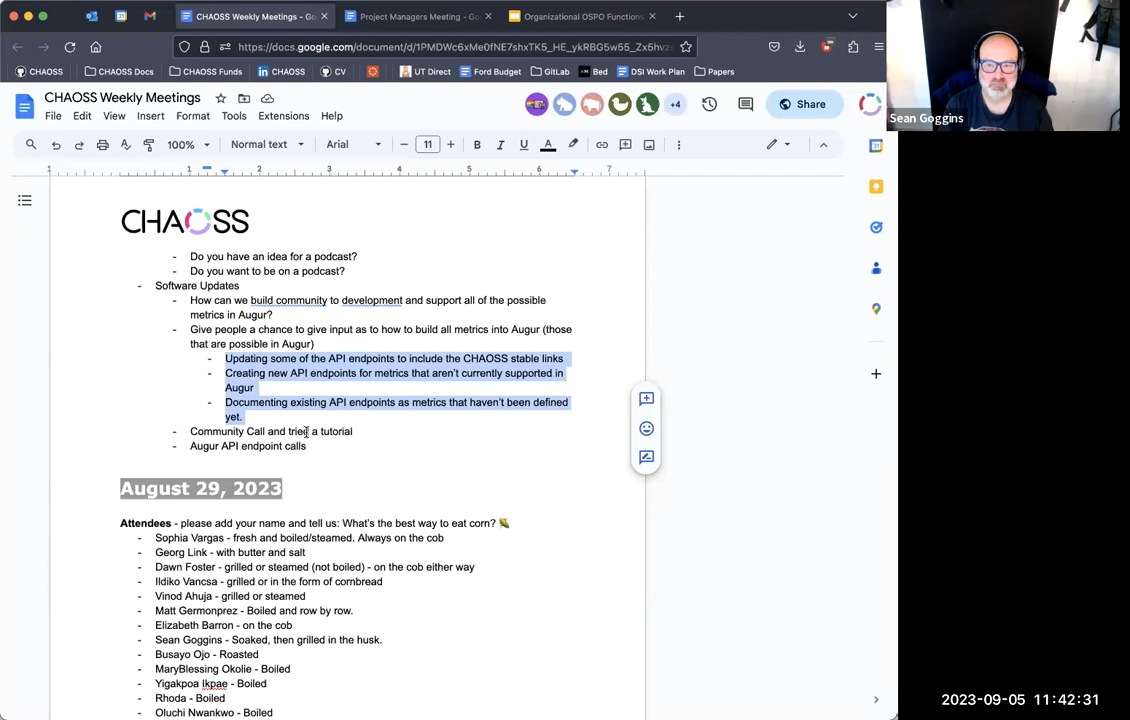 CHAOSS Weekly Meetings - Go
Project Managers Meeting - Go
Organizational OSPO Functions
https://docs.google.com/document/d/1PMDWc6xMe0fNE7shxTK5_HE_ykRBG5w55_Zx5hvz
CHAOSS
CHAOSS Docs
CHAOSS Funds
CHAOSS
CV
UT Direct
Ford Budget
GitLab
Bed
DSI Work Plan
Papers
Sean Goggins
CHAOSS Weekly Meetings
+4
Share
File Edit View Insert Format Tools Extensions Help
100% Normal text Arial 11
1 1 2 3 4 5 6 7
CHAOSS
- Do you have an idea for a podcast?
- Do you want to be on a podcast?
- Software Updates
- How can we build community to development and support all of the possible
metrics in Augur?
- Give people a chance to give input as to how to build all metrics into Augur (those
that are possible in Augur)
- Updating some of the API endpoints to include the CHAOSS stable links
- Creating new API endpoints for metrics that aren't currently supported in
Augur
- Documenting existing API endpoints as metrics that haven't been defined
yet.
- Community Call and tried a tutorial
- Augur API endpoint calls
August 29, 2023
Attendees - please add your name and tell us: What's the best way to eat corn? 🌽
- Sophia Vargas - fresh and boiled/steamed. Always on the cob
- Georg Link - with butter and salt
- Dawn Foster - grilled or steamed (not boiled) - on the cob either way
- Ildiko Vancsa - grilled or in the form of cornbread
- Vinod Ahuja - grilled or steamed
- Matt Germonprez - Boiled and row by row.
- Elizabeth Barron - on the cob
- Sean Goggins - Soaked, then grilled in the husk.
- Busayo Ojo - Roasted
- MaryBlessing Okolie - Boiled
- Yigakpoa Ikpae - Boiled
- Rhoda - Boiled
- Oluchi Nwankwo - Boiled
2023-09-05 11:42:31